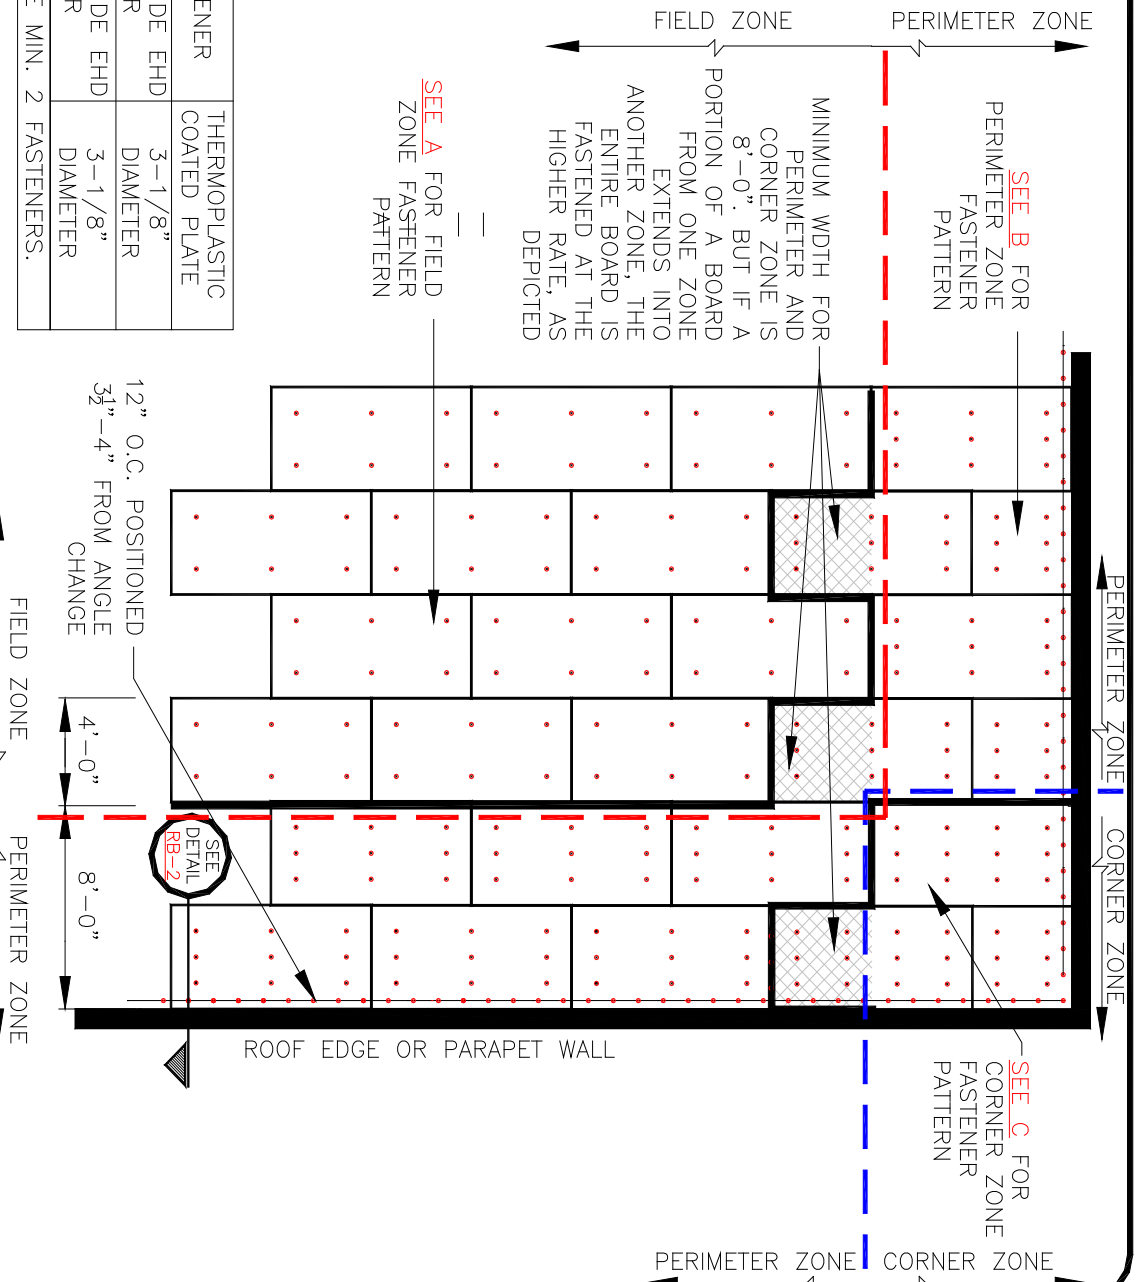 FIELD ZONE
PERIMETER ZONE
SEE B FOR
PERIMETER ZONE
FASTENER
PATTERN
MINIMUM WDTH FOR
PERIMETER AND
CORNER ZONE IS
8'-0". BUT IF A
PORTION OF A BOARD
FROM ONE ZONE
EXTENDS INTO
ANOTHER ZONE, THE
ENTIRE BOARD IS
FASTENED AT THE
HIGHER RATE, AS
DEPICTED
SEE A FOR FIELD
ZONE FASTENER
PATTERN
ENER
THERMOPLASTIC
COATED PLATE
DE EHD
R
3-1/8"
DIAMETER
DE EHD
R
3-1/8"
DIAMETER
E MIN. 2 FASTENERS.
12" O.C. POSITIONED
3½"-4" FROM ANGLE
CHANGE
PERIMETER ZONE
CORNER ZONE
4'-0"
8'-0"
FIELD ZONE
PERIMETER ZONE
SEE
DETAIL
RB-2
ROOF EDGE OR PARAPET WALL
SEE C FOR
CORNER ZONE
FASTENER
PATTERN
PERIMETER ZONE
CORNER ZONE